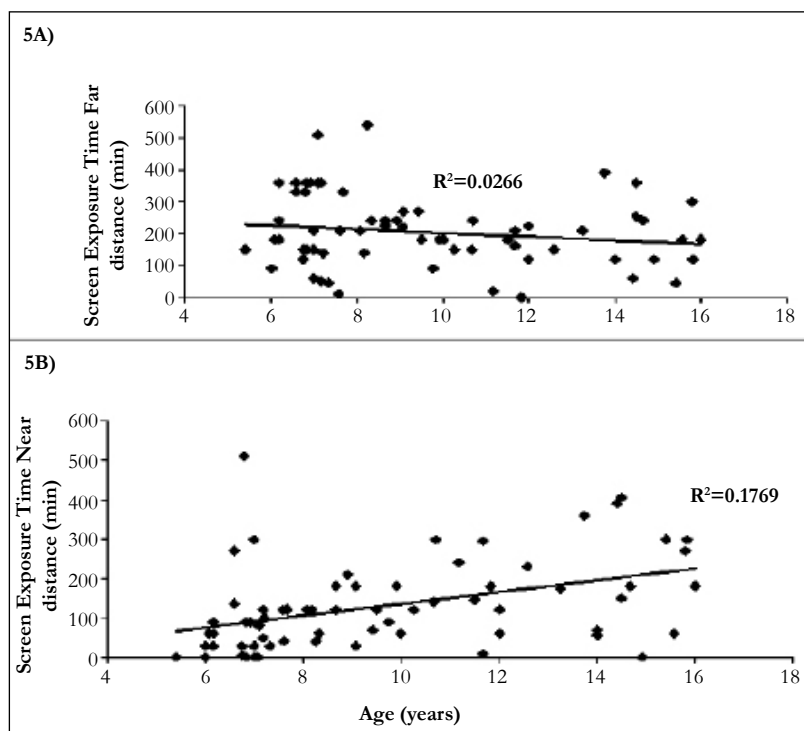 5A)
Screen Exposure Time Far
distance (min)
600
500
400
300
200
100
0
R²=0.0266
4 6 8 10 12 14 16 18
5B)
Screen Exposure Time Near
distance (min)
600
500
400
300
200
100
0
R²=0.1769
4 6 8 10 12 14 16 18
Age (years)